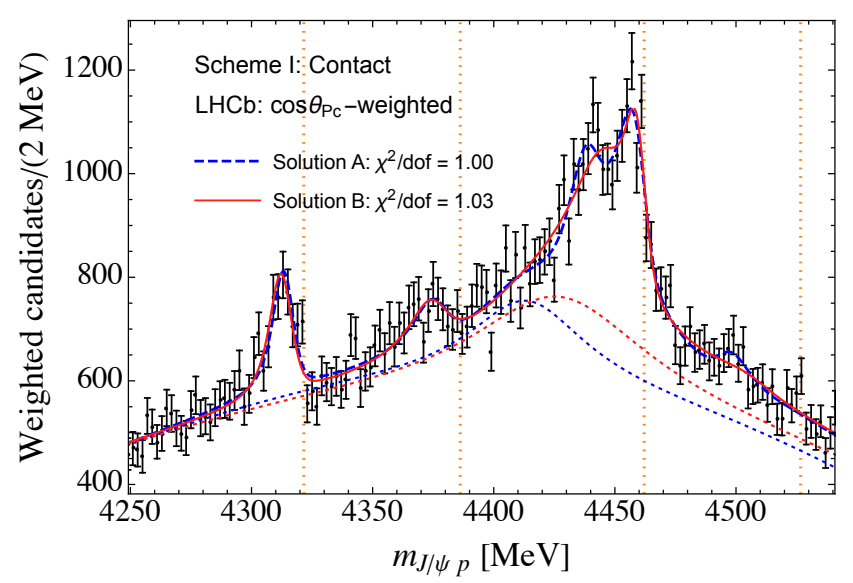 Weighted candidates/(2 MeV)
1200
1000
800
600
400
Scheme I: Contact
LHCb: cosθPc−weighted
Solution A: χ²/dof = 1.00
Solution B: χ²/dof = 1.03
4250 4300 4350 4400 4450 4500
mJ/ψ p [MeV]